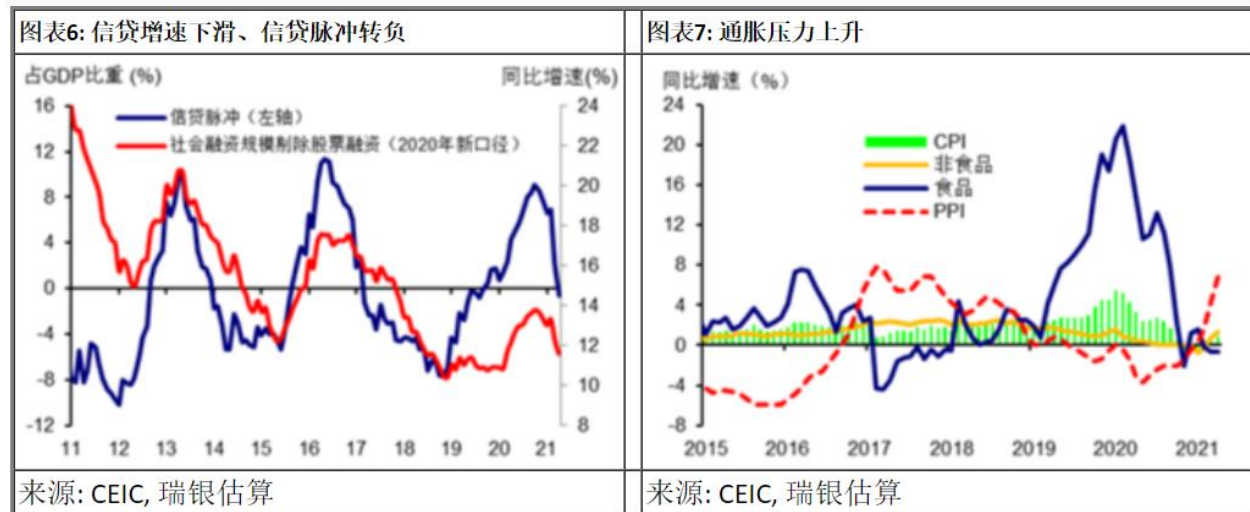 图表6: 信贷增速下滑、信贷脉冲转负
占GDP比重 (%)
同比增速(%)
信贷脉冲（左轴）
社会融资规模剔除股票融资（2020年新口径）
16
12
8
4
0
-4
-8
-12
24
22
20
18
16
14
12
10
8
11 12 13 14 15 16 17 18 19 20 21
来源: CEIC, 瑞银估算
图表7: 通胀压力上升
同比增速（%）
CPI
非食品
食品
PPI
24
20
16
12
8
4
0
-4
-8
2015 2016 2017 2018 2019 2020 2021
来源: CEIC, 瑞银估算